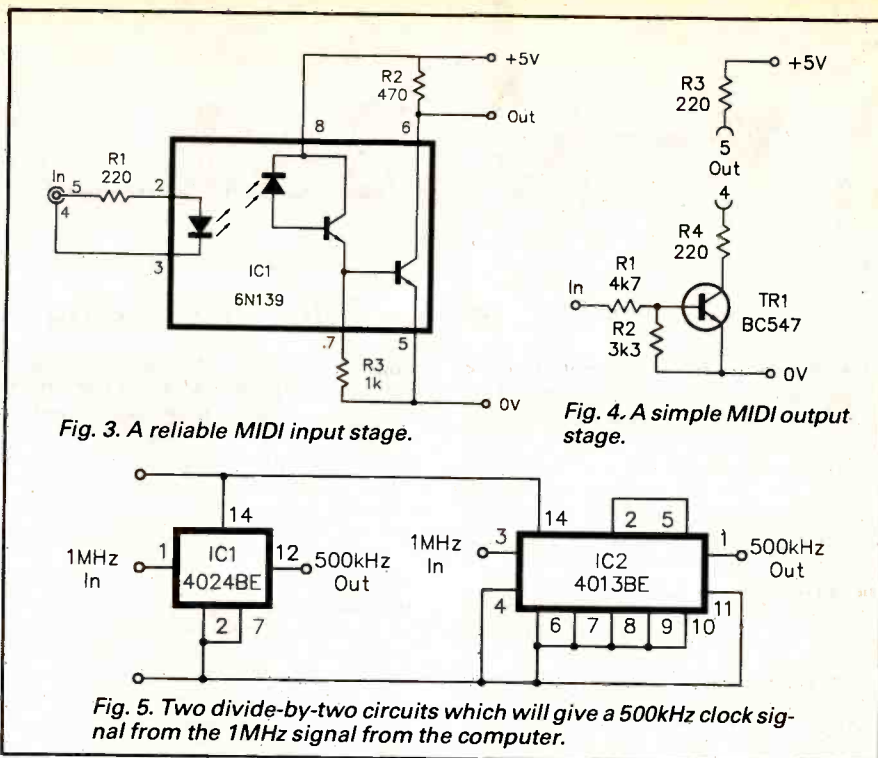 +5V
R2
470
Out
8
6
In
5
4
R1
220
2
3
IC1
6N139
.7
5
R3
1k
0V
Fig. 3. A reliable MIDI input stage.
+5V
R3
220
5
Out
4
R4
220
In
R1
4k7
R2
3k3
TR1
BC547
0V
Fig. 4. A simple MIDI output
stage.
14
1MHz
In
1
IC1
4024BE
12
500kHz
Out
2
7
1MHz
In
3
14
2
5
1
500kHz
Out
IC2
4013BE
4
11
6
7
8
9
10
Fig. 5. Two divide-by-two circuits which will give a 500kHz clock sig-
nal from the 1MHz signal from the computer.